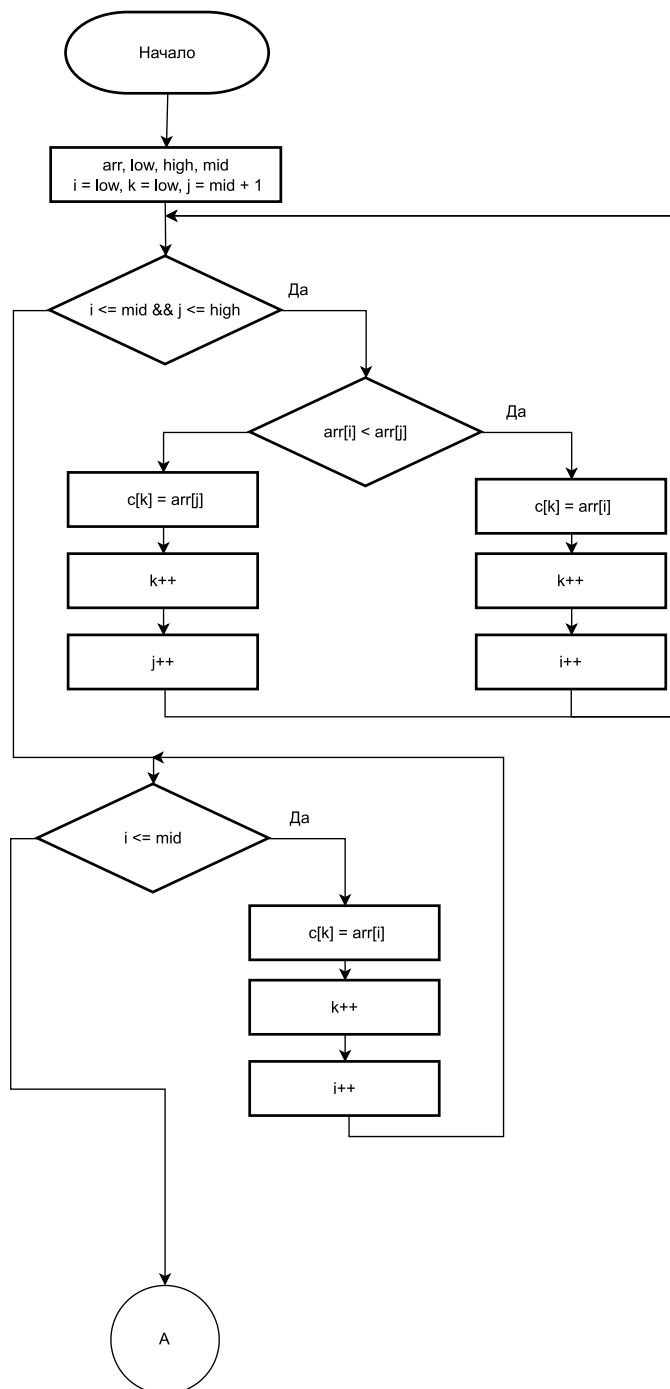 Начало
arr, low, high, mid
i = low, k = low, j = mid + 1
i <= mid && j <= high
Да
arr[i] < arr[j]
Да
c[k] = arr[j]
c[k] = arr[i]
k++
k++
j++
i++
i <= mid
Да
c[k] = arr[i]
k++
i++
A